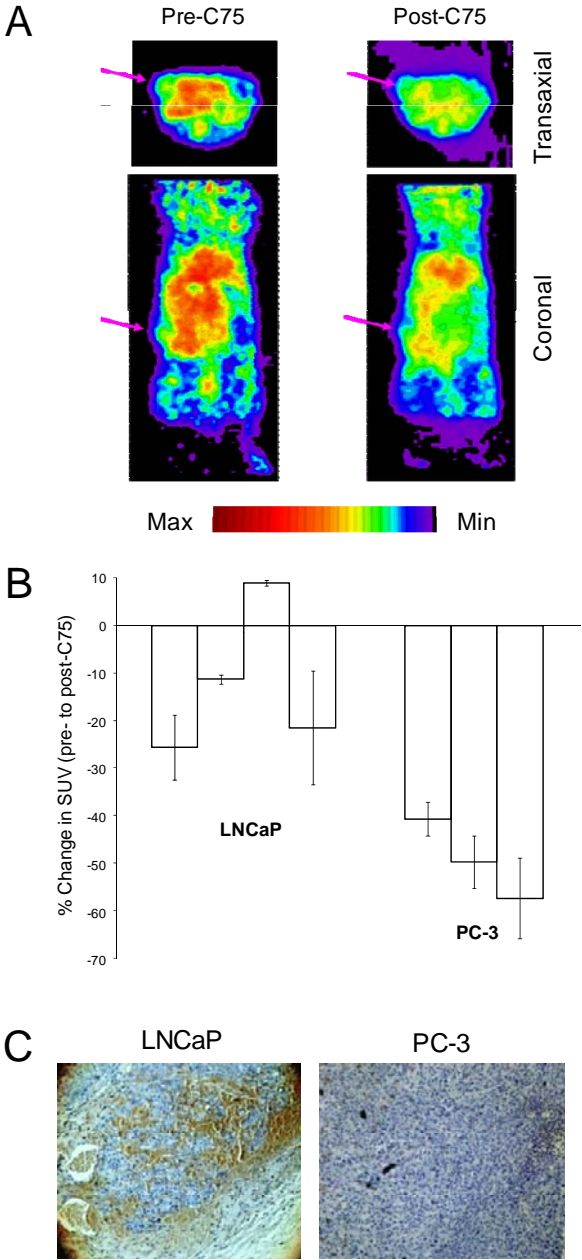 A
Pre-C75 Post-C75
Transaxial
Coronal
Max Min
B
% Change in SUV (pre- to post-C75)
10
0
-10
-20
-30
-40
-50
-60
-70
LNCaP
PC-3
C
LNCaP PC-3